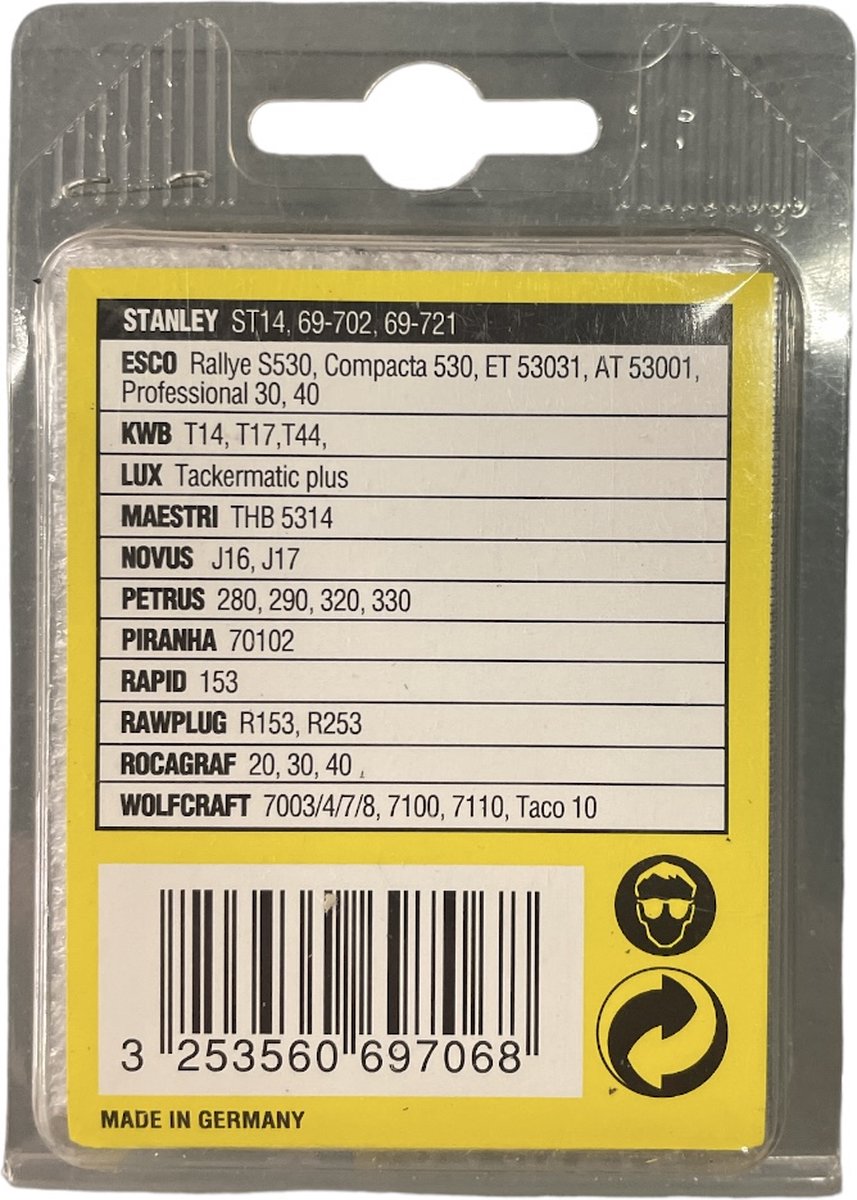 STANLEY ST14, 69-702, 69-721
ESCO Rallye S530, Compacta 530, ET 53031, AT 53001,
Professional 30, 40
KWB T14, T17,T44,
LUX Tackermatic plus
MAESTRI THB 5314
NOVUS J16, J17
PETRUS 280, 290, 320, 330
PIRANHA 70102
RAPID 153
RAWPLUG R153, R253
ROCAGRAF 20, 30, 40
WOLFCRAFT 7003/4/7/8, 7100, 7110, Taco 10
3 253560 697068
MADE IN GERMANY